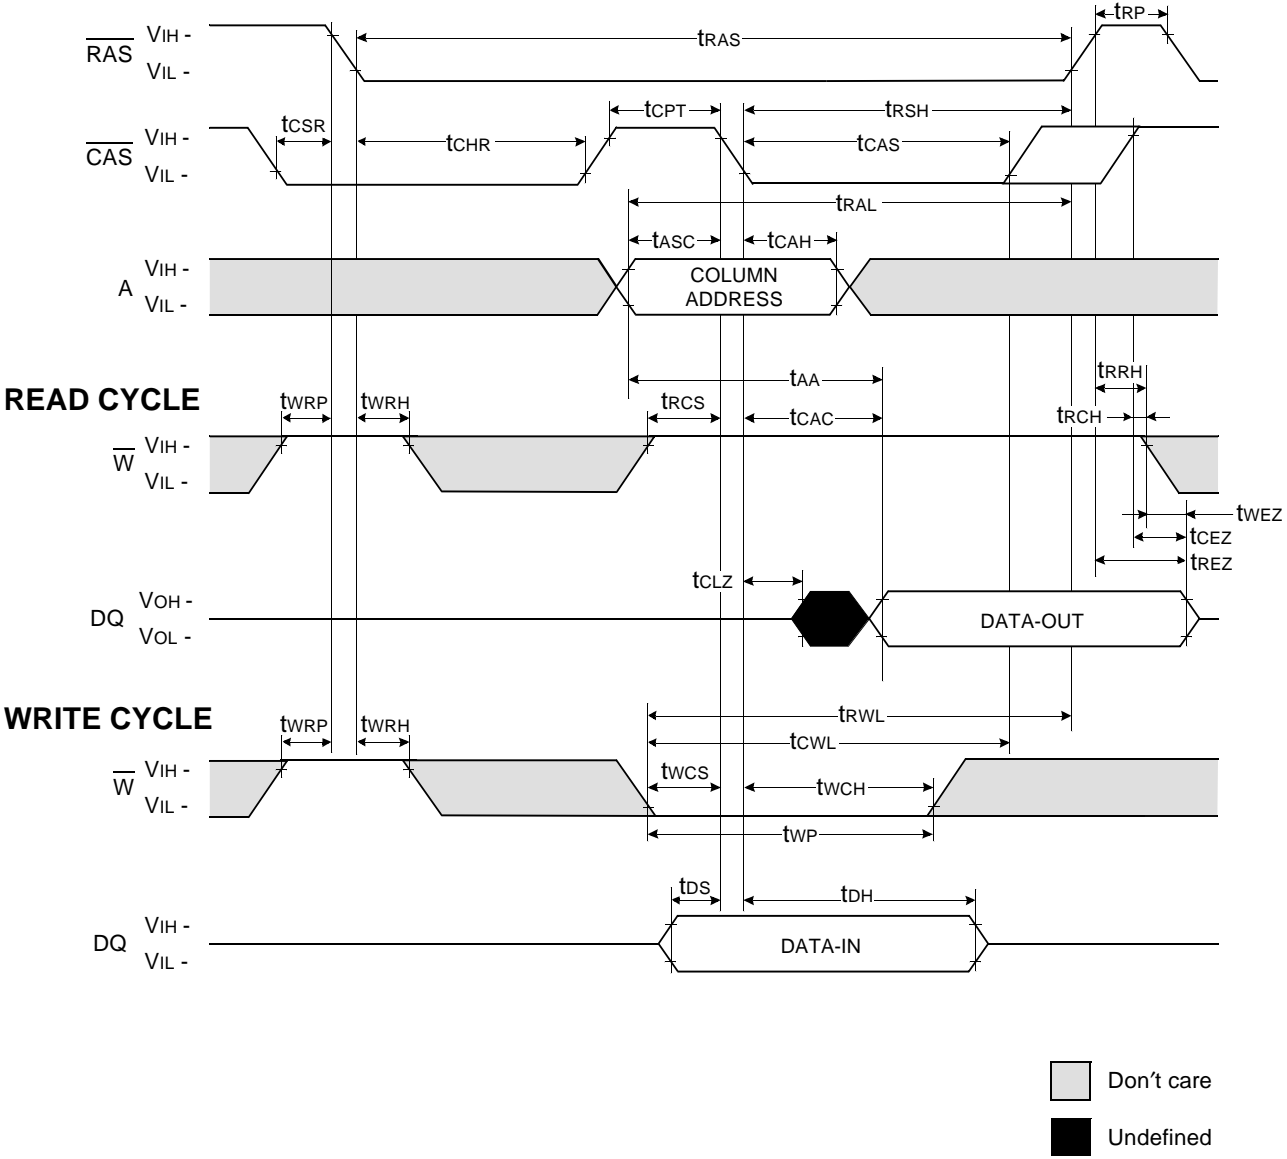 tRP
RAS VIH - tRAS
VIL -
tCPT tRSH
CAS VIH - tCSR tCHR tCAS
VIL -
tRAL
tASC tCAH
A VIH - COLUMN
VIL - ADDRESS
tAA tRRH
READ CYCLE tWRP tWRH tRCS tCAC tRCH
W VIH -
VIL -
tWEZ
tCEZ
tREZ
tCLZ
DQ VOH - DATA-OUT
VOL -
WRITE CYCLE tWRP tWRH tRWL
tCWL
W VIH - tWCS tWCH
VIL -
tWP
tDS tDH
DQ VIH - DATA-IN
VIL -
Don′t care
Undefined